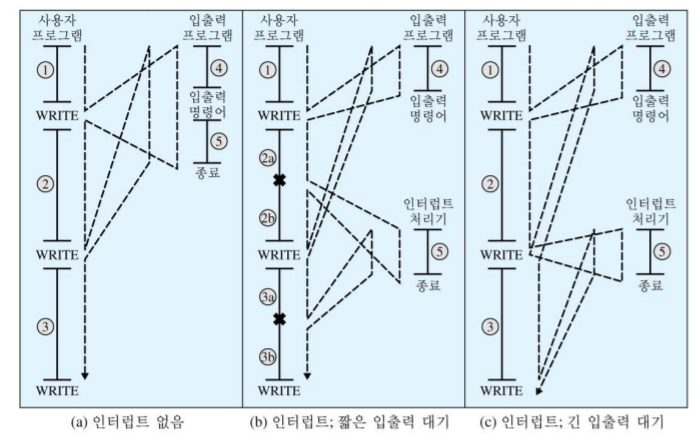 사용자
프로그램
입출력
프로그램
①
④
WRITE
입출력
명령어
⑤
종료
②
WRITE
③
WRITE
(a) 인터럽트 없음
사용자
프로그램
입출력
프로그램
①
④
WRITE
입출력
명령어
2a
2b
인터럽트
처리기
⑤
종료
WRITE
3a
3b
WRITE
(b) 인터럽트; 짧은 입출력 대기
사용자
프로그램
입출력
프로그램
①
④
WRITE
입출력
명령어
②
인터럽트
처리기
⑤
종료
WRITE
③
WRITE
(c) 인터럽트; 긴 입출력 대기